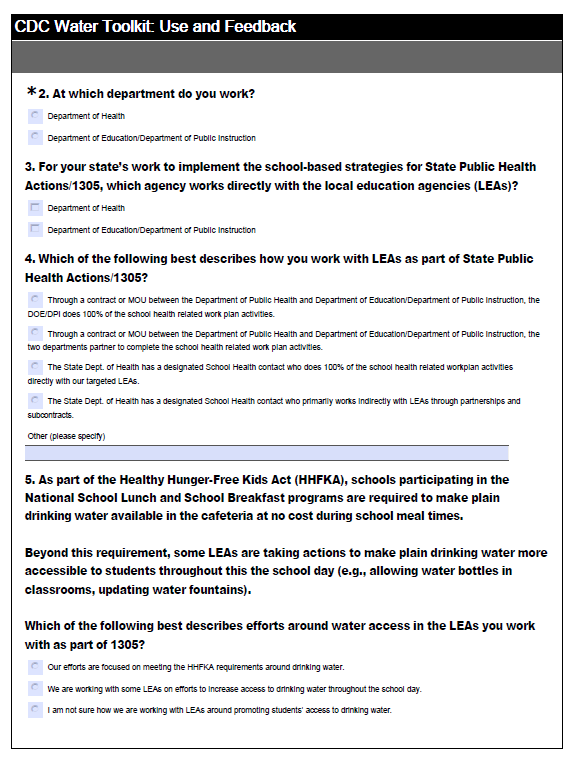 CDC Water Toolkit: Use and Feedback
*2. At which department do you work?
Department of Health
Department of Education/Department of Public Instruction
3. For your state's work to implement the school-based strategies for State Public Health
Actions/1305, which agency works directly with the local education agencies (LEAs)?
Department of Health
Department of Education/Department of Public Instruction
4. Which of the following best describes how you work with LEAs as part of State Public
Health Actions/1305?
Through a contract or MOU between the Department of Public Health and Department of Education/Department of Public Instruction, the
DOE/DPI does 100% of the school health related work plan activities.
Through a contract or MOU between the Department of Public Health and Department of Education/Department of Public Instruction, the
two departments partner to complete the school health related work plan activities.
The State Dept. of Health has a designated School Health contact who does 100% of the school health related workplan activities
directly with our targeted LEAs.
The State Dept. of Health has a designated School Health contact who primarily works indirectly with LEAs through partnerships and
subcontracts.
Other (please specify)
5. As part of the Healthy Hunger-Free Kids Act (HHFKA), schools participating in the
National School Lunch and School Breakfast programs are required to make plain
drinking water available in the cafeteria at no cost during school meal times.
Beyond this requirement, some LEAs are taking actions to make plain drinking water more
accessible to students throughout this the school day (e.g., allowing water bottles in
classrooms, updating water fountains).
Which of the following best describes efforts around water access in the LEAs you work
with as part of 1305?
Our efforts are focused on meeting the HHFKA requirements around drinking water.
We are working with some LEAs on efforts to increase access to drinking water throughout the school day.
I am not sure how we are working with LEAs around promoting students' access to drinking water.